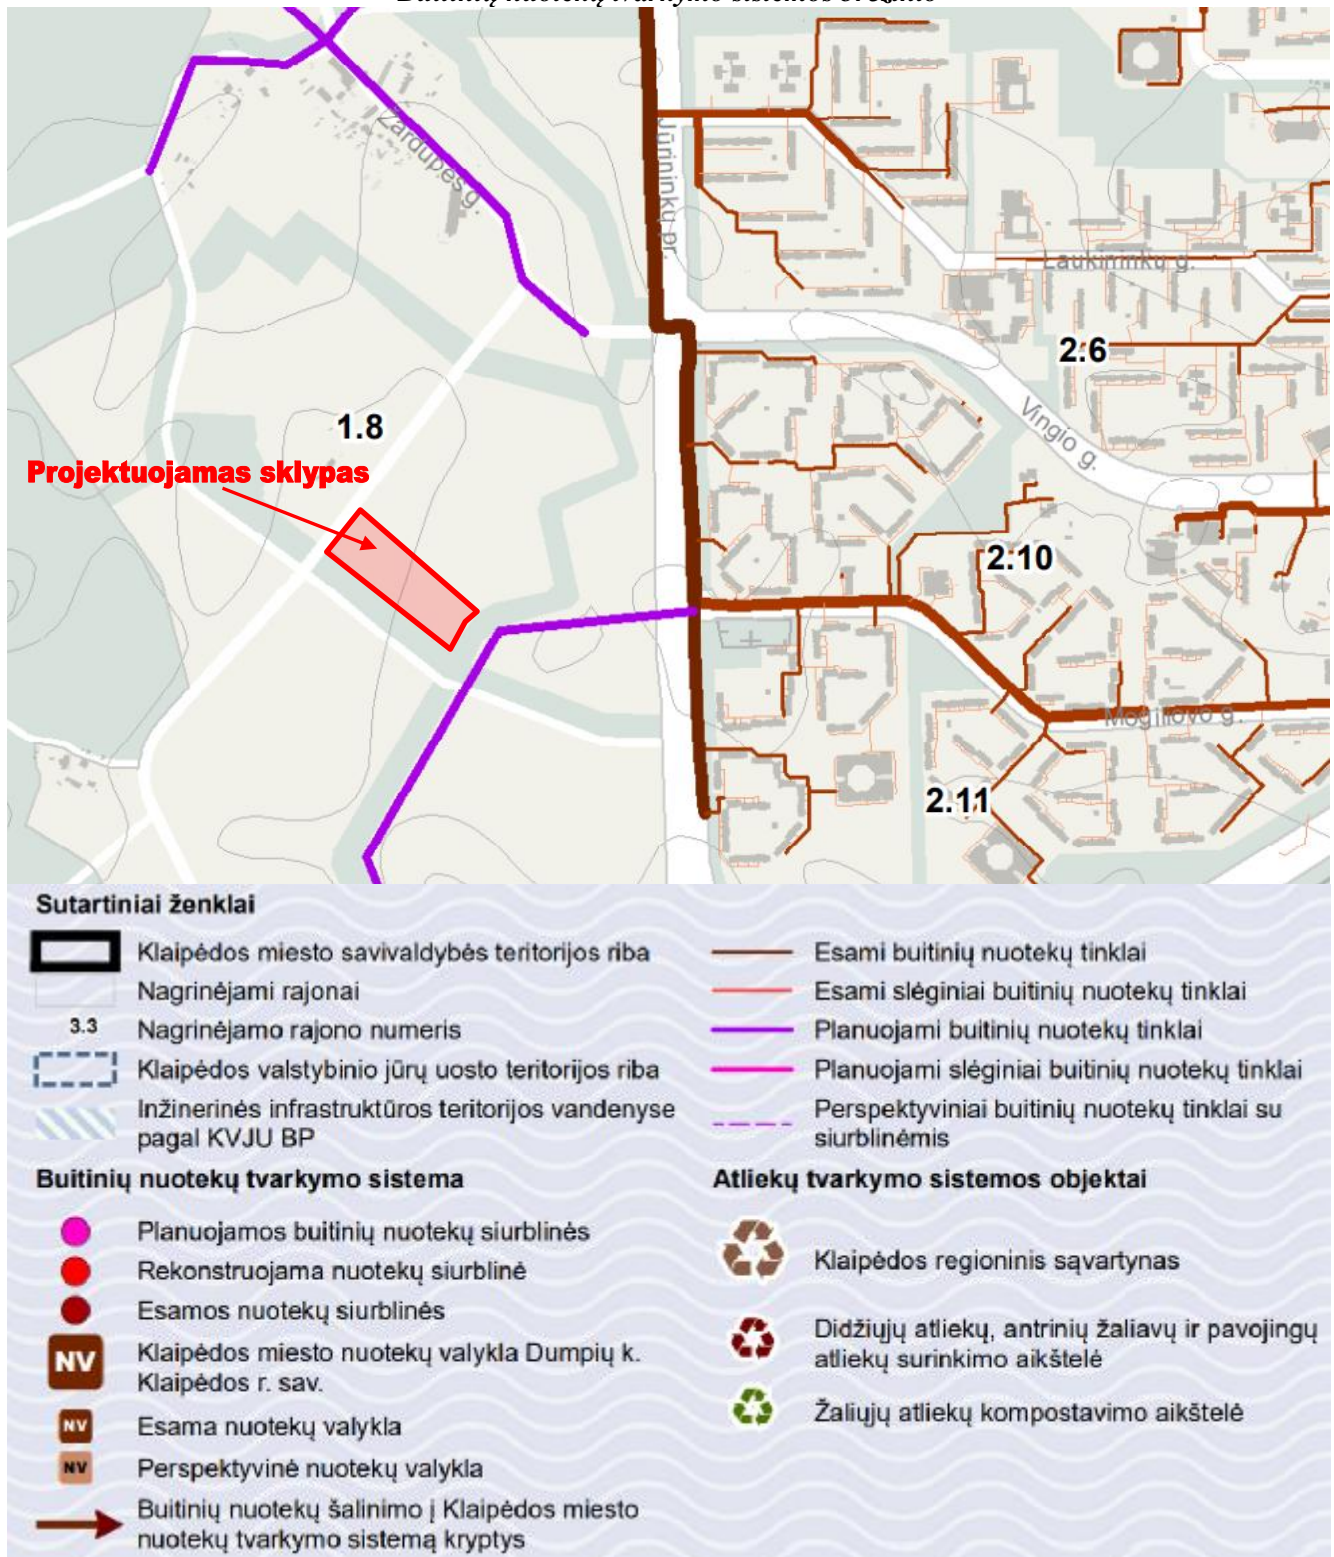 Buitinių nuotekų tvarkymo sistemos brėžinio
Žardupės g.
Jūrininkų pr.
Laukininkų g.
2.6
1.8
Vingio g.
Projektuojamas sklypas
2.10
Mogiliovo g.
2.11
Sutartiniai ženklai
Klaipėdos miesto savivaldybės teritorijos riba
Nagrinėjami rajonai
3.3 Nagrinėjamo rajono numeris
Klaipėdos valstybinio jūrų uosto teritorijos riba
Inžinerinės infrastruktūros teritorijos vandenyse
pagal KVJU BP
Esami buitinių nuotekų tinklai
Esami slėginiai buitinių nuotekų tinklai
Planuojami buitinių nuotekų tinklai
Planuojami slėginiai buitinių nuotekų tinklai
Perspektyviniai buitinių nuotekų tinklai su
siurblinėmis
Buitinių nuotekų tvarkymo sistema
Planuojamos buitinių nuotekų siurblinės
Rekonstruojama nuotekų siurblinė
Esamos nuotekų siurblinės
NV Klaipėdos miesto nuotekų valykla Dumpių k.
Klaipėdos r. sav.
NV Esama nuotekų valykla
NV Perspektyvinė nuotekų valykla
Buitinių nuotekų šalinimo į Klaipėdos miesto
nuotekų tvarkymo sistemą kryptys
Atliekų tvarkymo sistemos objektai
Klaipėdos regioninis sąvartynas
Didžiųjų atliekų, antrinių žaliavų ir pavojingų
atliekų surinkimo aikštelė
Žaliųjų atliekų kompostavimo aikštelė